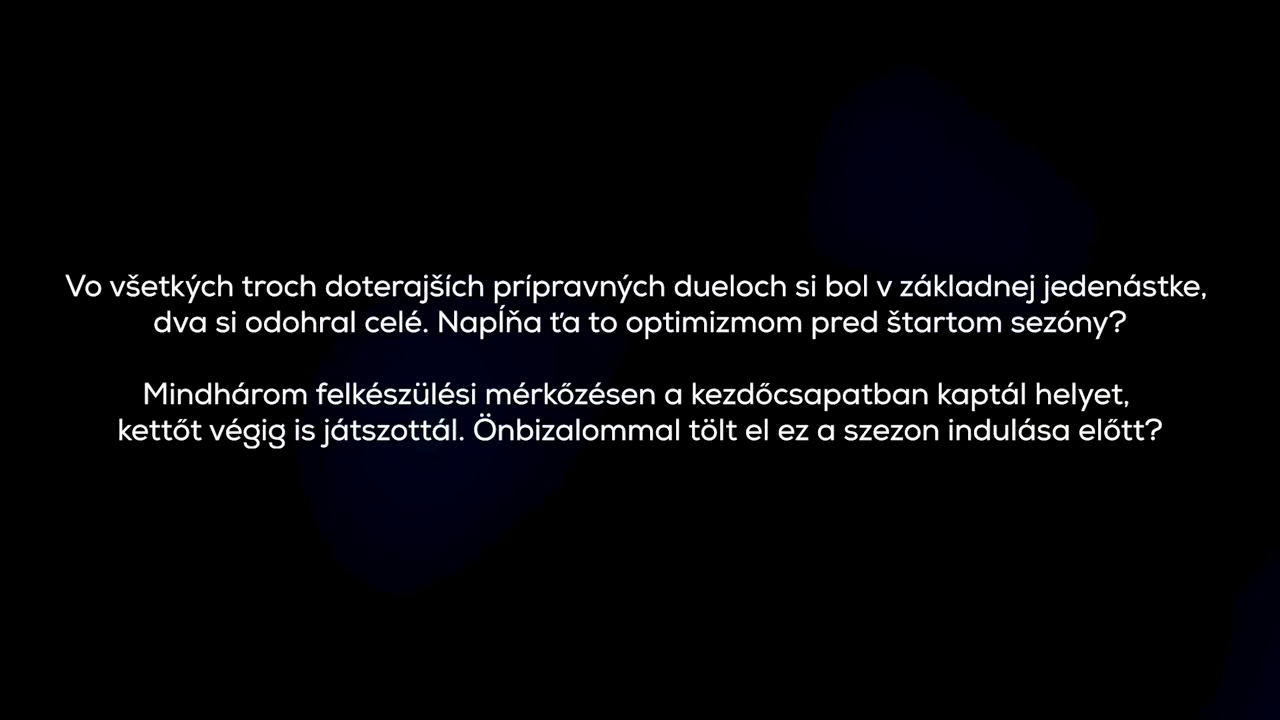 Vo všetkých troch doterajších prípravných dueloch si bol v základnej jedenástke,
dva si odohral celé. Napĺňa ťa to optimizmom pred štartom sezóny?
Mindhárom felkészülési mérkőzésen a kezdőcsapatban kaptál helyet,
kettőt végig is játszottál. Önbizalommal tölt el ez a szezon indulása előtt?